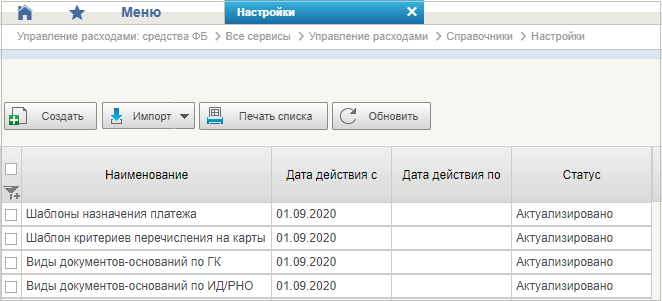 Меню Настройки
Управление расходами: средства ФБ Все сервисы Управление расходами Справочники Настройки
Создать Импорт Печать списка Обновить
Наименование Дата действия с Дата действия по Статус
Шаблоны назначения платежа 01.09.2020 Актуализировано
Шаблон критериев перечисления на карты 01.09.2020 Актуализировано
Виды документов-оснований по ГК 01.09.2020 Актуализировано
Виды документов-оснований по ИД/РНО 01.09.2020 Актуализировано